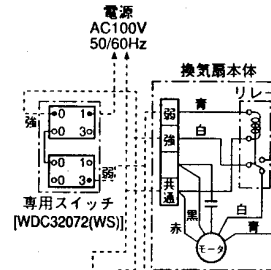 電源
AC100V
50/60Hz
換気扇本体
リレー
強
0 1
0 3
0 1
0 3
弱
専用スイッチ
[WDC32072(WS)]
弱
強
共通
青
白
黒
赤
白
青
モータ